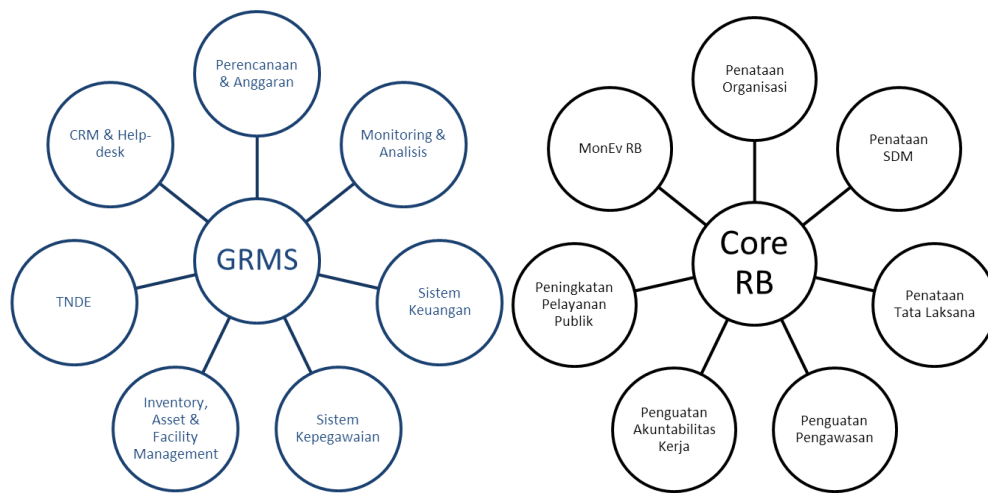 Perencanaan
& Anggaran
CRM & Help-
desk
Monitoring &
Analisis
GRMS
TNDE
Sistem
Keuangan
Inventory,
Asset &
Facility
Management
Sistem
Kepegawaian
Penataan
Organisasi
MonEv RB
Penataan
SDM
Core
RB
Peningkatan
Pelayanan
Publik
Penataan
Tata Laksana
Penguatan
Akuntabilitas
Kerja
Penguatan
Pengawasan